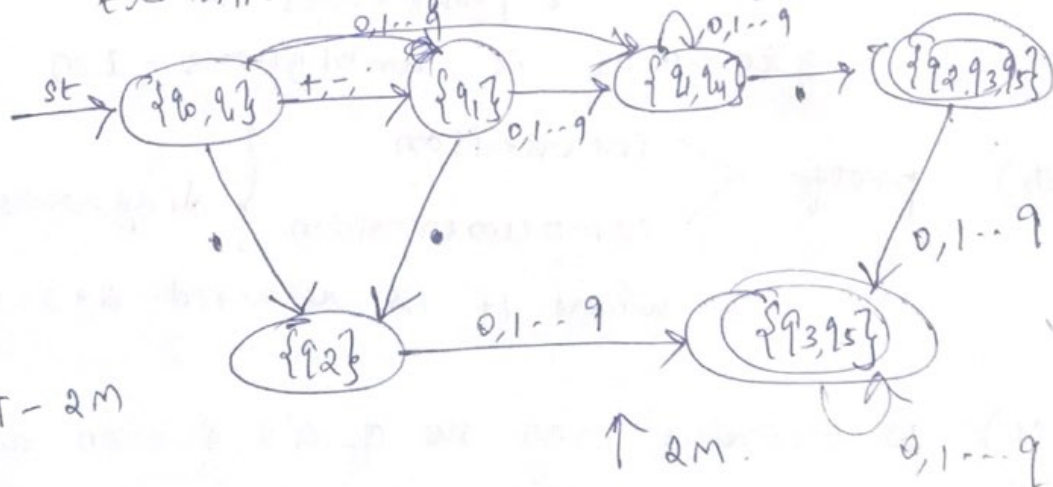 0,1...9 0,1...9
st {q0,q1} +,- {q1} 0,1...9 {q1,q4} . {q2,q3,q5}
. . 0,1...9
{q2} 0,1...9 {q3,q5}
- 2M
↑ 2M. 0,1...9